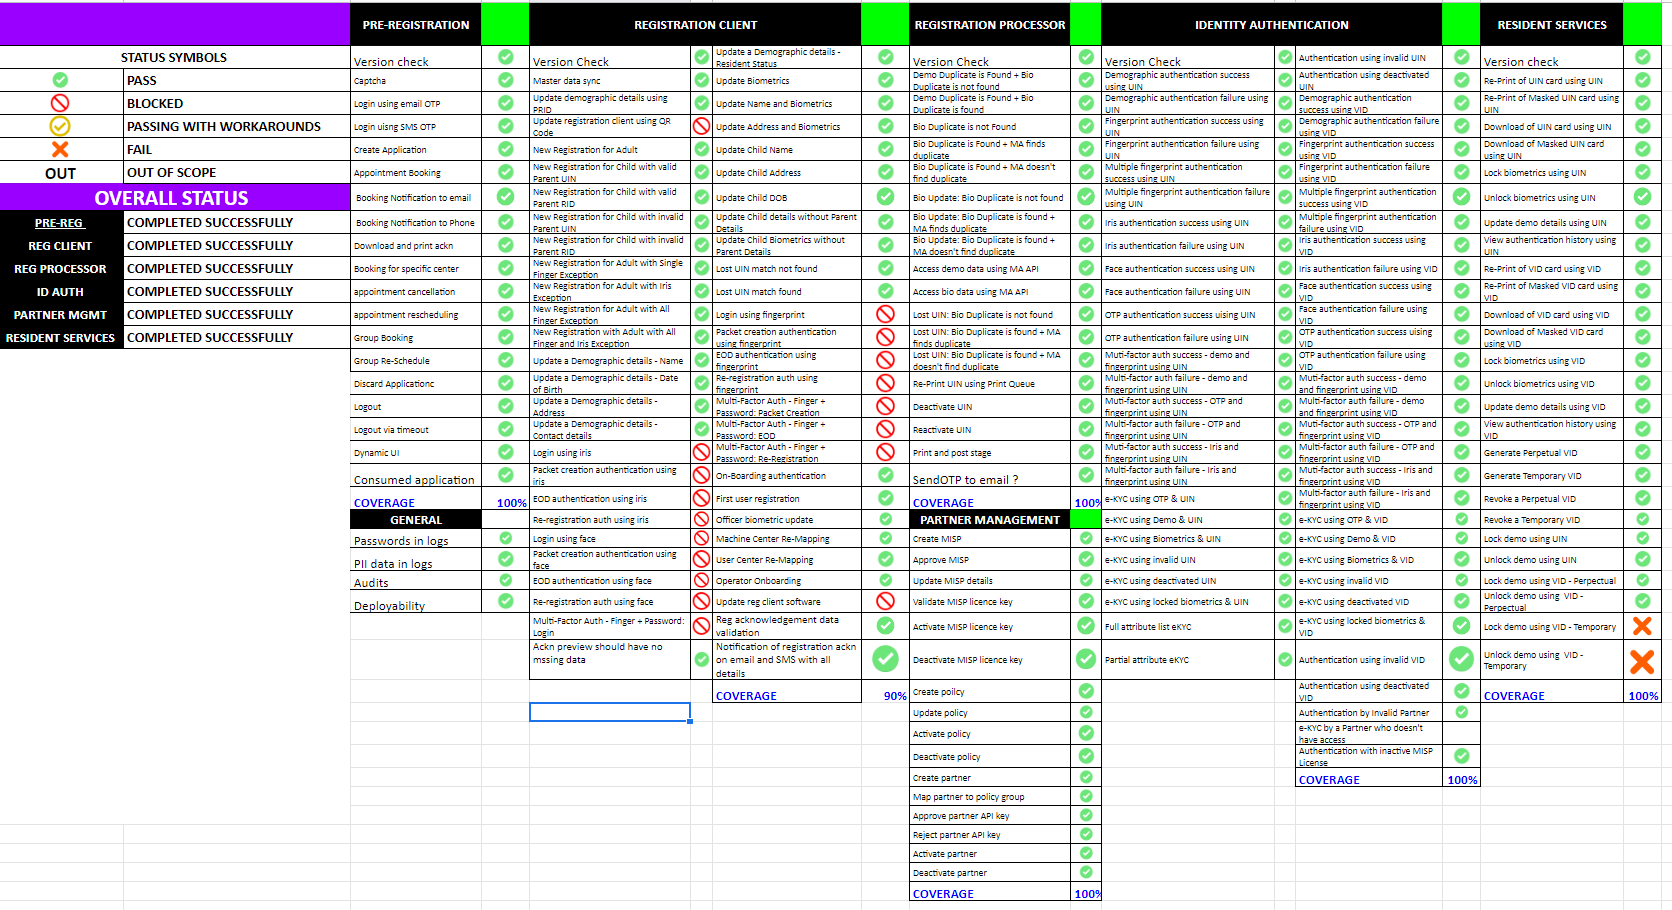 STATUS SYMBOLS
PASS
BLOCKED
PASSING WITH WORKAROUNDS
FAIL
OUT
OUT OF SCOPE
OVERALL STATUS
PRE-REG
COMPLETED SUCCESSFULLY
REG CLIENT
COMPLETED SUCCESSFULLY
REG PROCESSOR
COMPLETED SUCCESSFULLY
ID AUTH
COMPLETED SUCCESSFULLY
PARTNER MGMT
COMPLETED SUCCESSFULLY
RESIDENT SERVICES
COMPLETED SUCCESSFULLY
PRE-REGISTRATION
Version check
Captcha
Login using email OTP
Login uisng SMS OTP
Create Application
Appointment Booking
Booking Notification to email
Booking Notification to Phone
Download and print ackn
Booking for specific center
appointment cancellation
appointment rescheduling
Group Booking
Group Re-Schedule
Discard Applicationc
Logout
Logout via timeout
Dynamic UI
Consumed application
COVERAGE
100%
GENERAL
Passwords in logs
PII data in logs
Audits
Deployability
REGISTRATION CLIENT
Version Check
Master data sync
Update demographic details using
PRID
Update registration client using QR
Code
New Registration for Adult
New Registration for Child with valid
Parent UIN
New Registration for Child with valid
Parent RID
New Registration for Child with invalid
Parent UIN
New Registration for Child with invalid
Parent RID
New Registration for Adult with Single
Finger Exception
New Registration for Adult with Iris
Exception
New Registration for Adult with All
Finger Exception
New Registration with Adult with All
Finger and Iris Exception
Update a Demographic details - Name
Update a Demographic details - Date
of Birth
Update a Demographic details -
Address
Update a Demographic details -
Contact details
Login using iris
Packet creation authentication using
iris
EOD authentication using iris
Re-registration auth using iris
Login using face
Packet creation authentication using
face
EOD authentication using face
Re-registration auth using face
Multi-Factor Auth - Finger + Password:
Login
Ackn preview should have no
mssing data
Update a Demographic details -
Resident Status
Update Biometrics
Update Name and Biometrics
Update Address and Biometrics
Update Child Name
Update Child Address
Update Child DOB
Update Child details without Parent
Details
Update Child Biometrics without
Parent Details
Lost UIN match not found
Lost UIN match found
Login using fingerprint
Packet creation authentication
using fingerprint
EOD authentication using
fingerprint
Re-registration auth using
fingerprint
Multi-Factor Auth - Finger +
Password: Packet Creation
Multi-Factor Auth - Finger +
Password: EOD
Multi-Factor Auth - Finger +
Password: Re-Registration
On-Boarding authentication
First user registration
Officer biometric update
Machine Center Re-Mapping
User Center Re-Mapping
Operator Onboarding
Update reg client software
Reg acknowledgement data
validation
Notification of registration ackn
on email and SMS with all
details
COVERAGE
90%
REGISTRATION PROCESSOR
Version Check
Demo Duplicate is Found + Bio
Duplicate is not found
Demo Duplicate is Found + Bio
Duplicate is found
Bio Duplicate is not Found
Bio Duplicate is Found + MA finds
duplicate
Bio Duplicate is Found + MA doesn't
find duplicate
Bio Update: Bio Duplicate is not found
Bio Update: Bio Duplicate is found +
MA finds duplicate
Bio Update: Bio Duplicate is found +
MA doesn't find duplicate
Access demo data using MA API
Access bio data using MA API
Lost UIN: Bio Duplicate is not found
Lost UIN: Bio Duplicate is found + MA
finds duplicate
Lost UIN: Bio Duplicate is found + MA
doesn't find duplicate
Re-Print UIN using Print Queue
Deactivate UIN
Reactivate UIN
Print and post stage
SendOTP to email ?
COVERAGE
100%
PARTNER MANAGEMENT
Create MISP
Approve MISP
Update MISP details
Validate MISP licence key
Activate MISP licence key
Deactivate MISP licence key
Create policy
Update policy
Activate policy
Deactivate policy
Create partner
Map partner to policy group
Approve partner API key
Reject partner API key
Activate partner
Deactivate partner
COVERAGE
100%
IDENTITY AUTHENTICATION
Version Check
Demographic authentication success
using UIN
Demographic authentication failure using
UIN
Fingerprint authentication success using
UIN
Fingerprint authentication failure using
UIN
Multiple fingerprint authentication
success using UIN
Multiple fingerprint authentication failure
using UIN
Iris authentication success using UIN
Iris authentication failure using UIN
Face authentication success using UIN
Face authentication failure using UIN
OTP authentication success using UIN
OTP authentication failure using UIN
Muti-factor auth success - demo and
fingerprint using UIN
Multi-factor auth failure - demo and
fingerprint using UIN
Muti-factor auth success - OTP and
fingerprint using UIN
Multi-factor auth failure - OTP and
fingerprint using UIN
Muti-factor auth success - Iris and
fingerprint using UIN
Multi-factor auth failure - Iris and
fingerprint using UIN
e-KYC using OTP & UIN
e-KYC using Demo & UIN
e-KYC using Biometrics & UIN
e-KYC using invalid UIN
e-KYC using deactivated UIN
e-KYC using locked biometrics & UIN
Full attribute list eKYC
Partial attribute eKYC
Authentication using invalid UIN
Authentication using deactivated
UIN
Demographic authentication
success using VID
Demographic authentication failure
using VID
Fingerprint authentication success
using VID
Fingerprint authentication failure
using VID
Multiple fingerprint authentication
success using VID
Multiple fingerprint authentication
failure using VID
Iris authentication success using
VID
Iris authentication failure using VID
Face authentication success using
VID
Face authentication failure using
VID
OTP authentication success using
VID
OTP authentication failure using
VID
Muti-factor auth success - demo
and fingerprint using VID
Multi-factor auth failure - demo
and fingerprint using VID
Muti-factor auth success - OTP and
fingerprint using VID
Multi-factor auth failure - OTP and
fingerprint using VID
Muti-factor auth success - Iris and
fingerprint using VID
Multi-factor auth failure - Iris and
fingerprint using VID
e-KYC using OTP & VID
e-KYC using Demo & VID
e-KYC using Biometrics & VID
e-KYC using invalid VID
e-KYC using deactivated VID
e-KYC using locked biometrics &
VID
Authentication using invalid VID
Authentication using deactivated
VID
Authentication by Invalid Partner
e-KYC by a Partner who doesn't
have access
Authentication with inactive MISP
License
COVERAGE
100%
RESIDENT SERVICES
Version check
Re-Print of UIN card using UIN
Re-Print of Masked UIN card using
UIN
Download of UIN card using UIN
Download of Masked UIN card
using UIN
Lock biometrics using UIN
Unlock biometrics using UIN
Update demo details using UIN
View authentication history using
UIN
Re-Print of VID card using VID
Re-Print of Masked VID card using
VID
Download of VID card using VID
Download of Masked VID card
using VID
Lock biometrics using VID
Unlock biometrics using VID
Update demo details using VID
View authentication history using
VID
Generate Perpetual VID
Generate Temporary VID
Revoke a Perpetual VID
Revoke a Temporary VID
Lock demo using UIN
Unlock demo using UIN
Lock demo using VID - Perpectual
Unlock demo using  VID -
Perpectual
Lock demo using VID - Temporary
Unlock demo using  VID -
Temporary
COVERAGE
100%